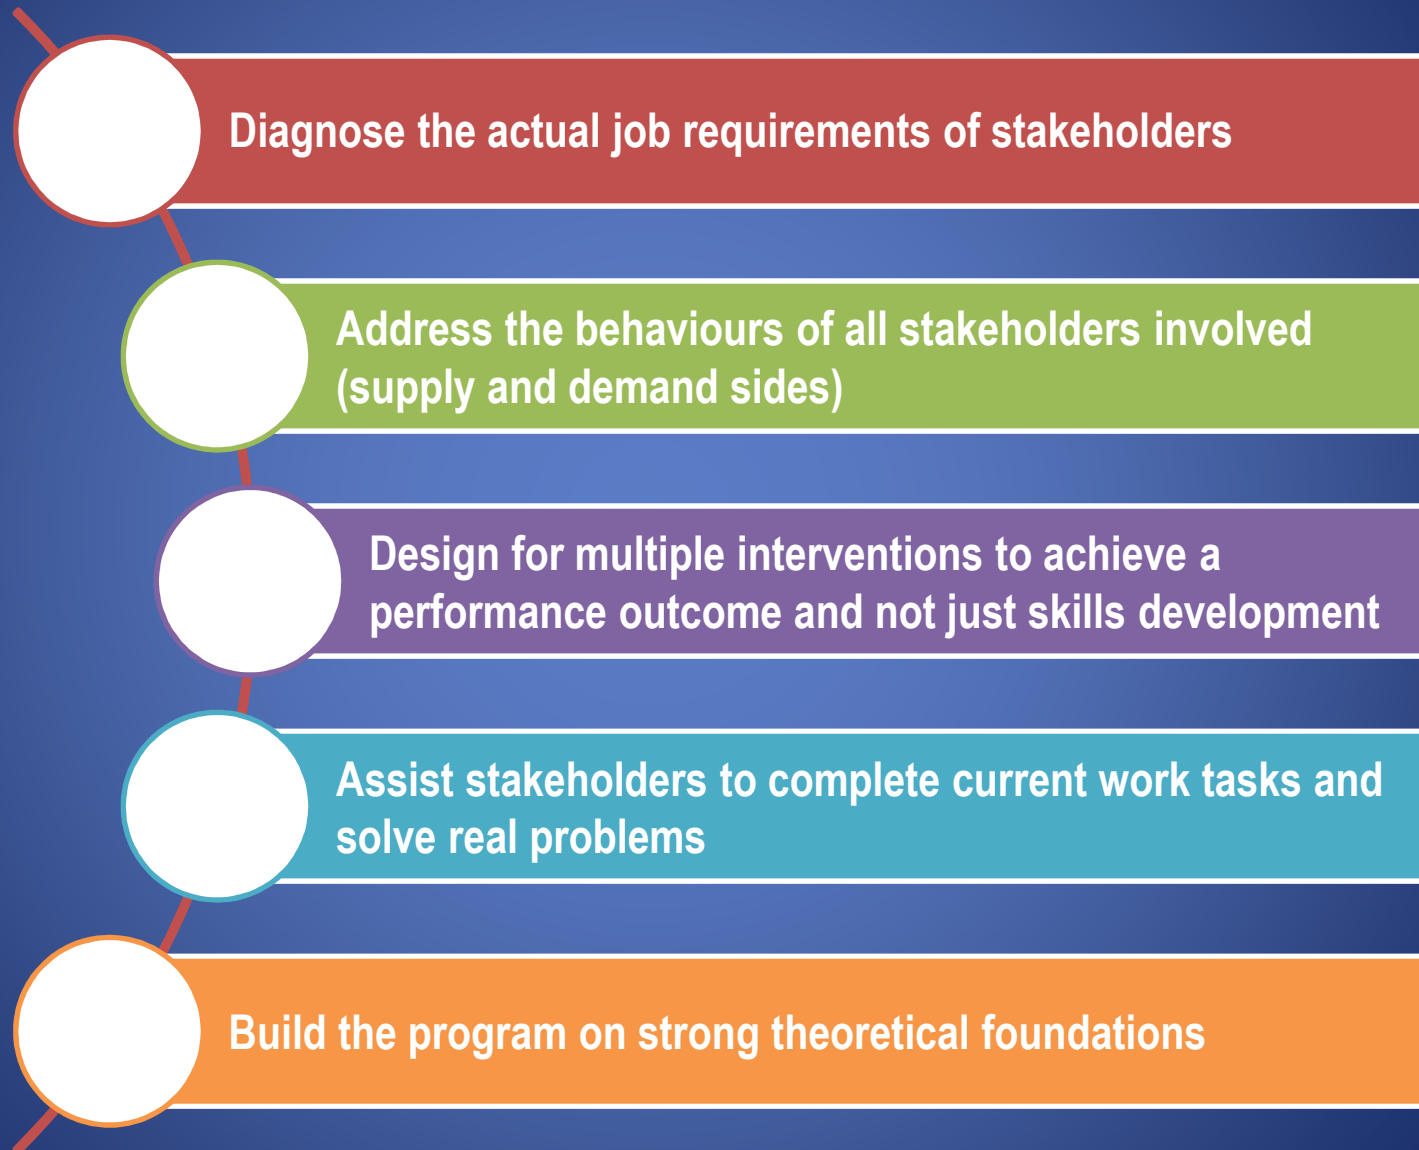 Diagnose the actual job requirements of stakeholders
Address the behaviours of all stakeholders involved
(supply and demand sides)
Design for multiple interventions to achieve a
performance outcome and not just skills development
Assist stakeholders to complete current work tasks and
solve real problems
Build the program on strong theoretical foundations